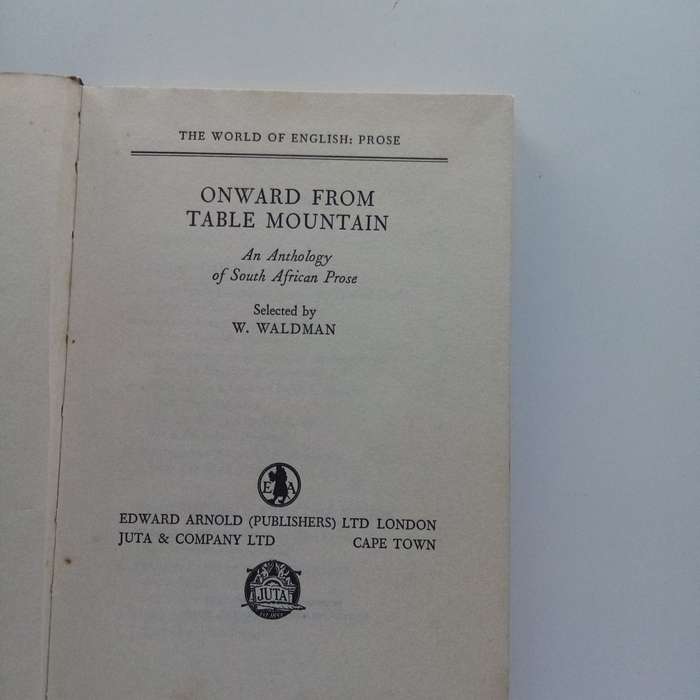 THE WORLD OF ENGLISH: PROSE
ONWARD FROM
TABLE MOUNTAIN
An Anthology
of South African Prose
Selected by
W. WALDMAN
E A
EDWARD ARNOLD (PUBLISHERS) LTD LONDON
JUTA & COMPANY LTD CAPE TOWN
JUTA